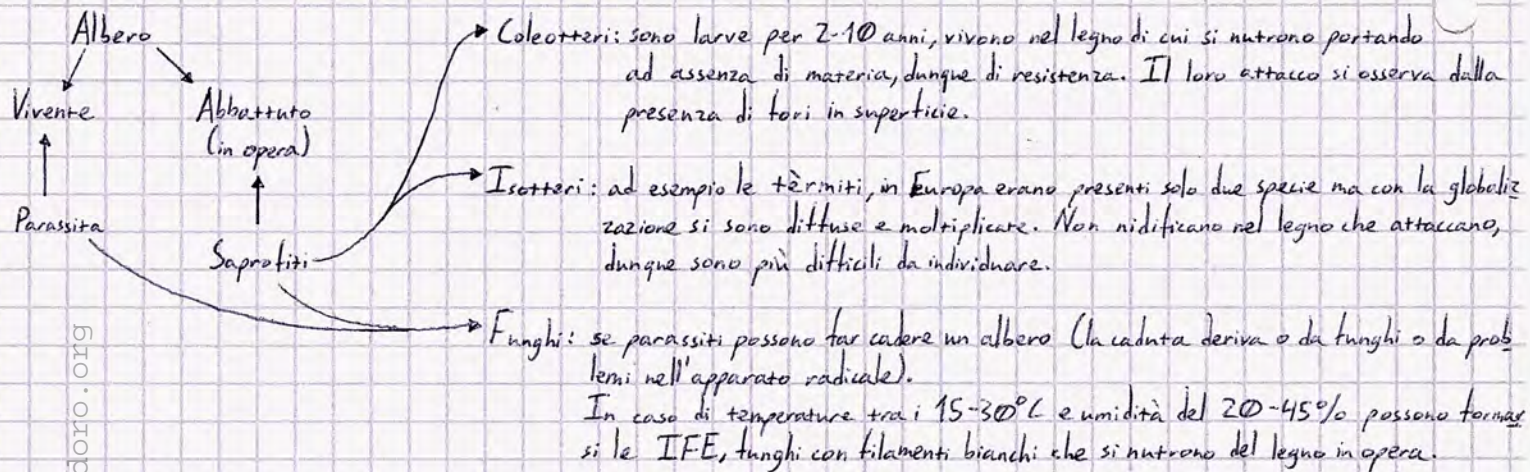 Albero
Vivente
Abbattuto
(in opera)
Parassita
Saprofiti
Coleotteri: sono larve per 2-10 anni, vivono nel legno di cui si nutrono portando
ad assenza di materia, dunque di resistenza. Il loro attacco si osserva dalla
presenza di fori in superficie.
Isotteri: ad esempio le tèrmiti, in Europa erano presenti solo due specie ma con la globaliz
zazione si sono diffuse e moltiplicate. Non nidificano nel legno che attaccano,
dunque sono più difficili da individuare.
Funghi: se parassiti possono far cadere un albero (la caduta deriva o da funghi o da prob
lemi nell'apparato radicale).
In caso di temperature tra i 15-30°C e umidità del 20-45% possono formar
si le IFE, funghi con filamenti bianchi che si nutrono del legno in opera.
doro.org